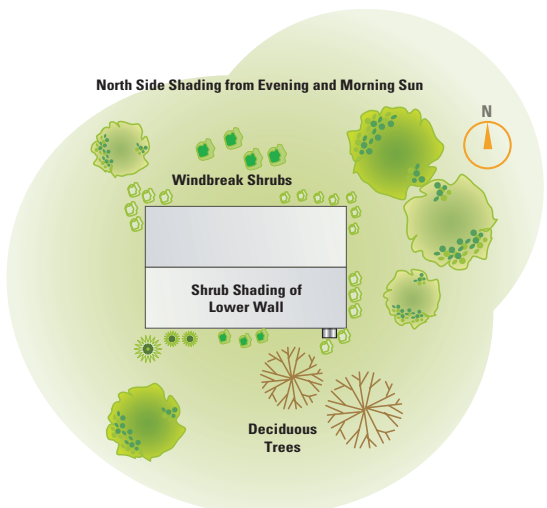 North Side Shading from Evening and Morning Sun
N
Windbreak Shrubs
Shrub Shading of
Lower Wall
Deciduous
Trees